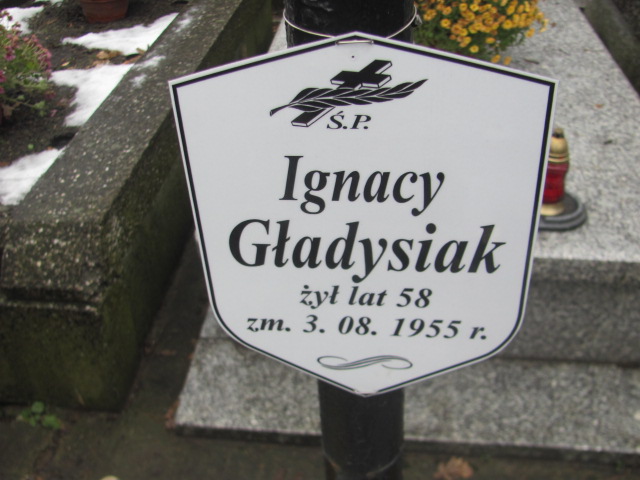 Ś.P.
Ignacy
Gładysiak
żył lat 58
zm. 3. 08. 1955 r.